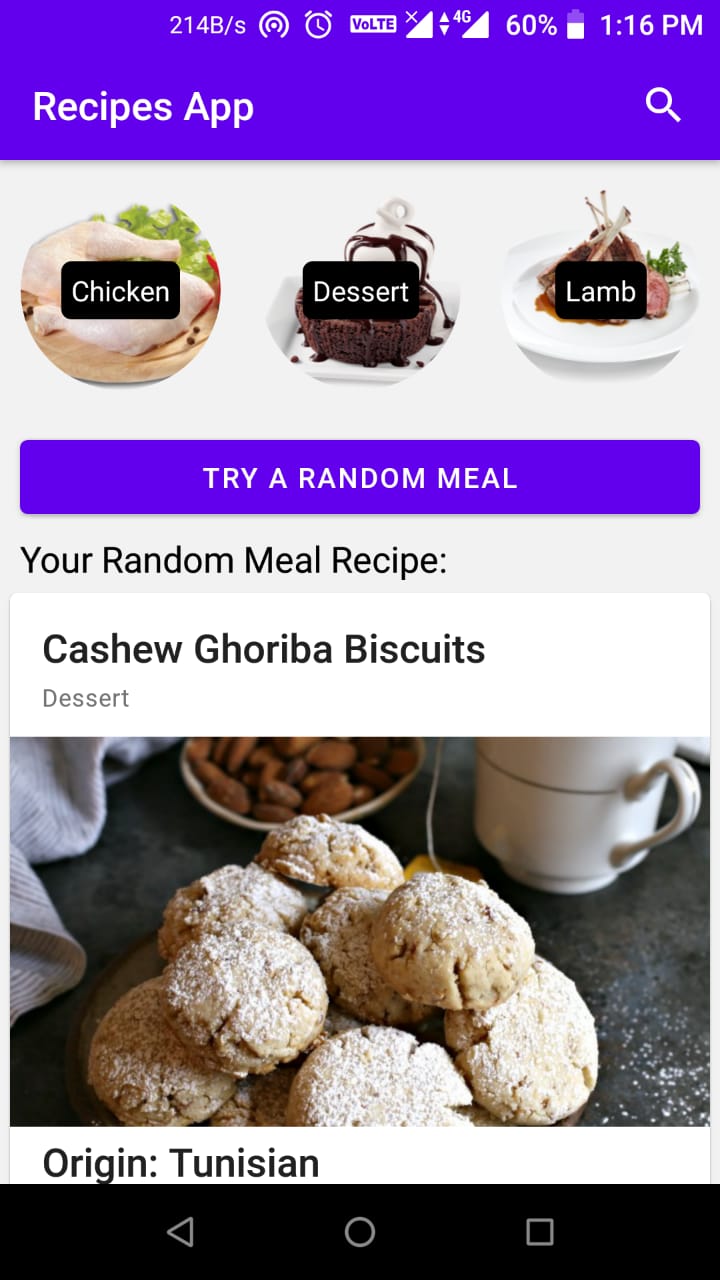 214B/s VoLTE 4G 60% 1:16 PM
Recipes App
Chicken Dessert Lamb
TRY A RANDOM MEAL
Your Random Meal Recipe:
Cashew Ghoriba Biscuits
Dessert
Origin: Tunisian